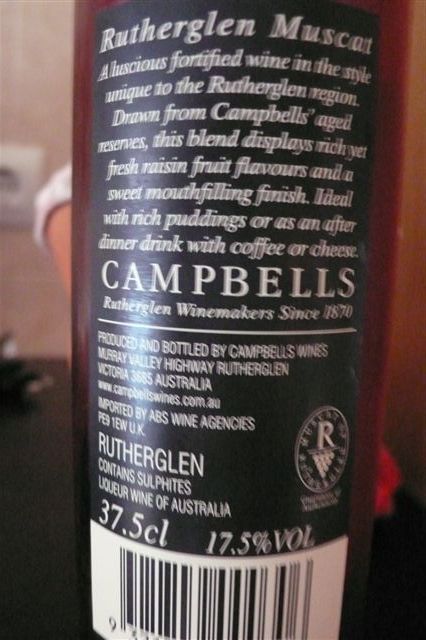 Rutherglen Muscat
A luscious fortified wine in the style
unique to the Rutherglen region.
Drawn from Campbells' aged
reserves, this blend displays rich yet
fresh raisin fruit flavours and a
sweet mouthfilling finish. Ideal
with rich puddings or as an after
dinner drink with coffee or cheese.
CAMPBELLS
Rutherglen Winemakers Since 1870
PRODUCED AND BOTTLED BY CAMPBELLS WINES
MURRAY VALLEY HIGHWAY RUTHERGLEN
VICTORIA 3685 AUSTRALIA
www.campbellswines.com.au
IMPORTED BY ABS WINE AGENCIES
PE9 1EW U.K.
RUTHERGLEN
CONTAINS SULPHITES
LIQUEUR WINE OF AUSTRALIA
R
37.5cl 17.5%VOL
9